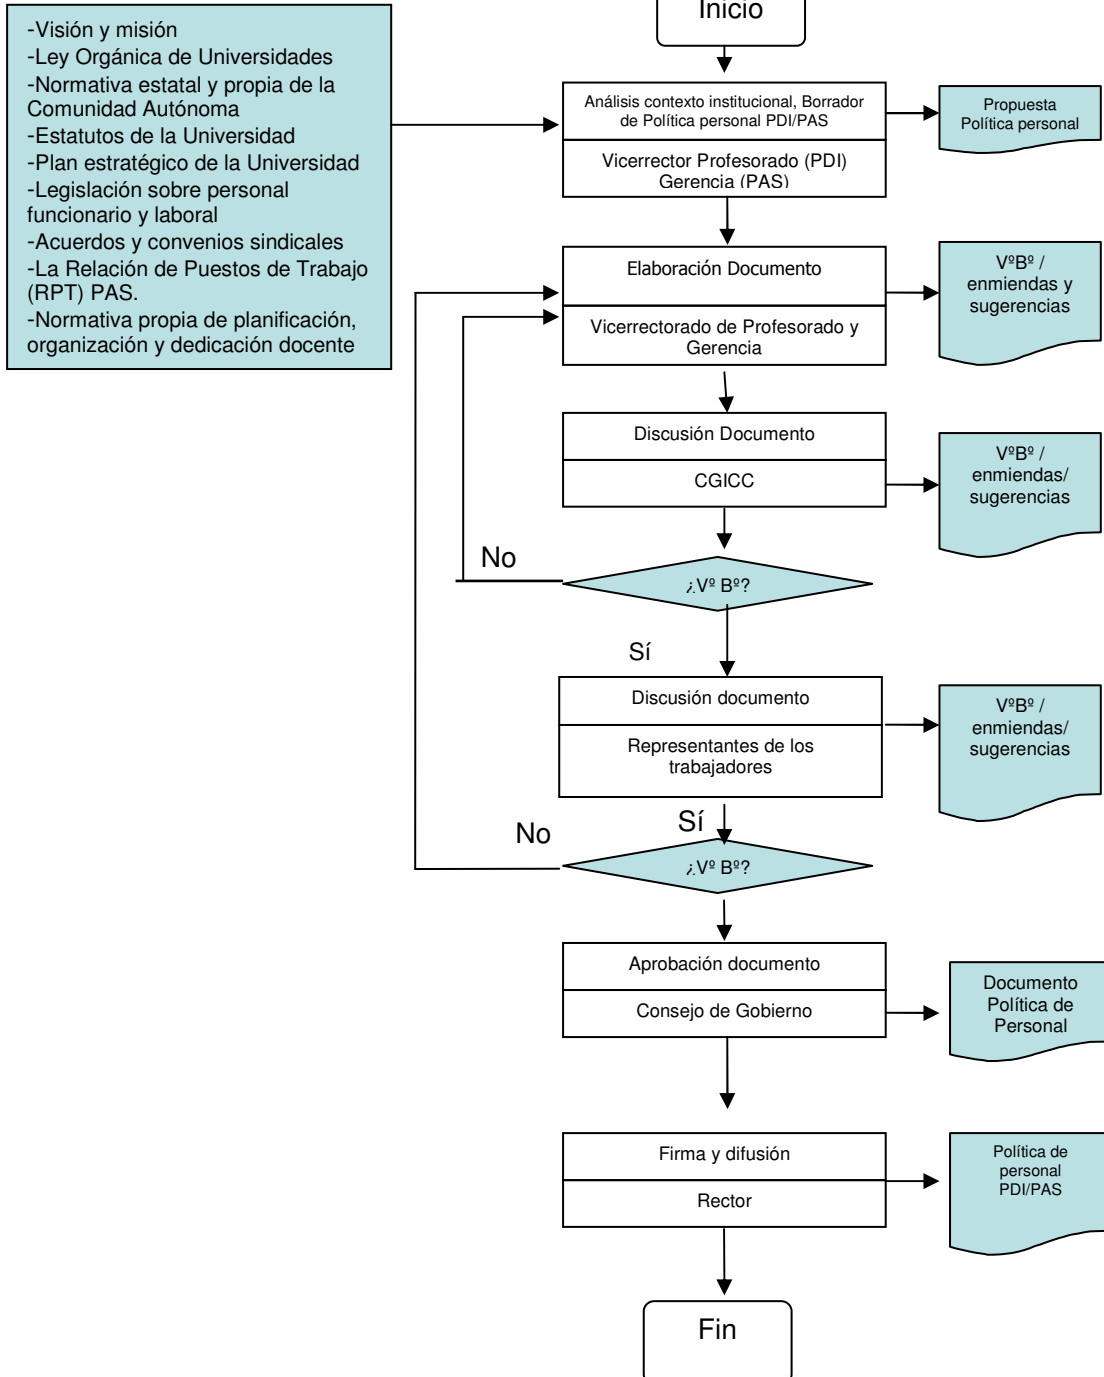 Inicio
-Visión y misión
-Ley Orgánica de Universidades
-Normativa estatal y propia de la
Comunidad Autónoma
-Estatutos de la Universidad
-Plan estratégico de la Universidad
-Legislación sobre personal
funcionario y laboral
-Acuerdos y convenios sindicales
-La Relación de Puestos de Trabajo
(RPT) PAS.
-Normativa propia de planificación,
organización y dedicación docente
Análisis contexto institucional, Borrador
de Política personal PDI/PAS
Vicerrector Profesorado (PDI)
Gerencia (PAS)
Propuesta
Política personal
Elaboración Documento
Vicerrectorado de Profesorado y
Gerencia
VºBº /
enmiendas y
sugerencias
Discusión Documento
CGICC
VºBº /
enmiendas/
sugerencias
No
¿Vº Bº?
Sí
Discusión documento
Representantes de los
trabajadores
VºBº /
enmiendas/
sugerencias
No
Sí
¿Vº Bº?
Aprobación documento
Consejo de Gobierno
Documento
Política de
Personal
Firma y difusión
Rector
Política de
personal
PDI/PAS
Fin